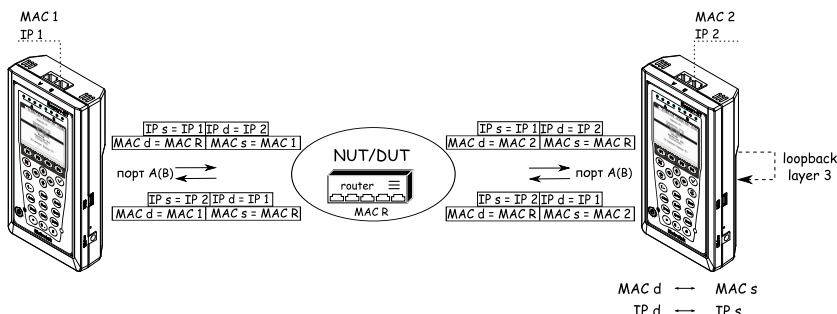 MAC 1
IP 1
MAC 2
IP 2
IP s = IP 1 IP d = IP 2
MAC d = MAC R MAC s = MAC 1
порт A(B)
IP s = IP 2 IP d = IP 1
MAC d = MAC 1 MAC s = MAC R
NUT/DUT
router
MAC R
IP s = IP 1 IP d = IP 2
MAC d = MAC 2 MAC s = MAC R
порт A(B)
IP s = IP 2 IP d = IP 1
MAC d = MAC R MAC s = MAC 2
loopback
layer 3
MAC d ↔ MAC s
IP d ↔ IP s